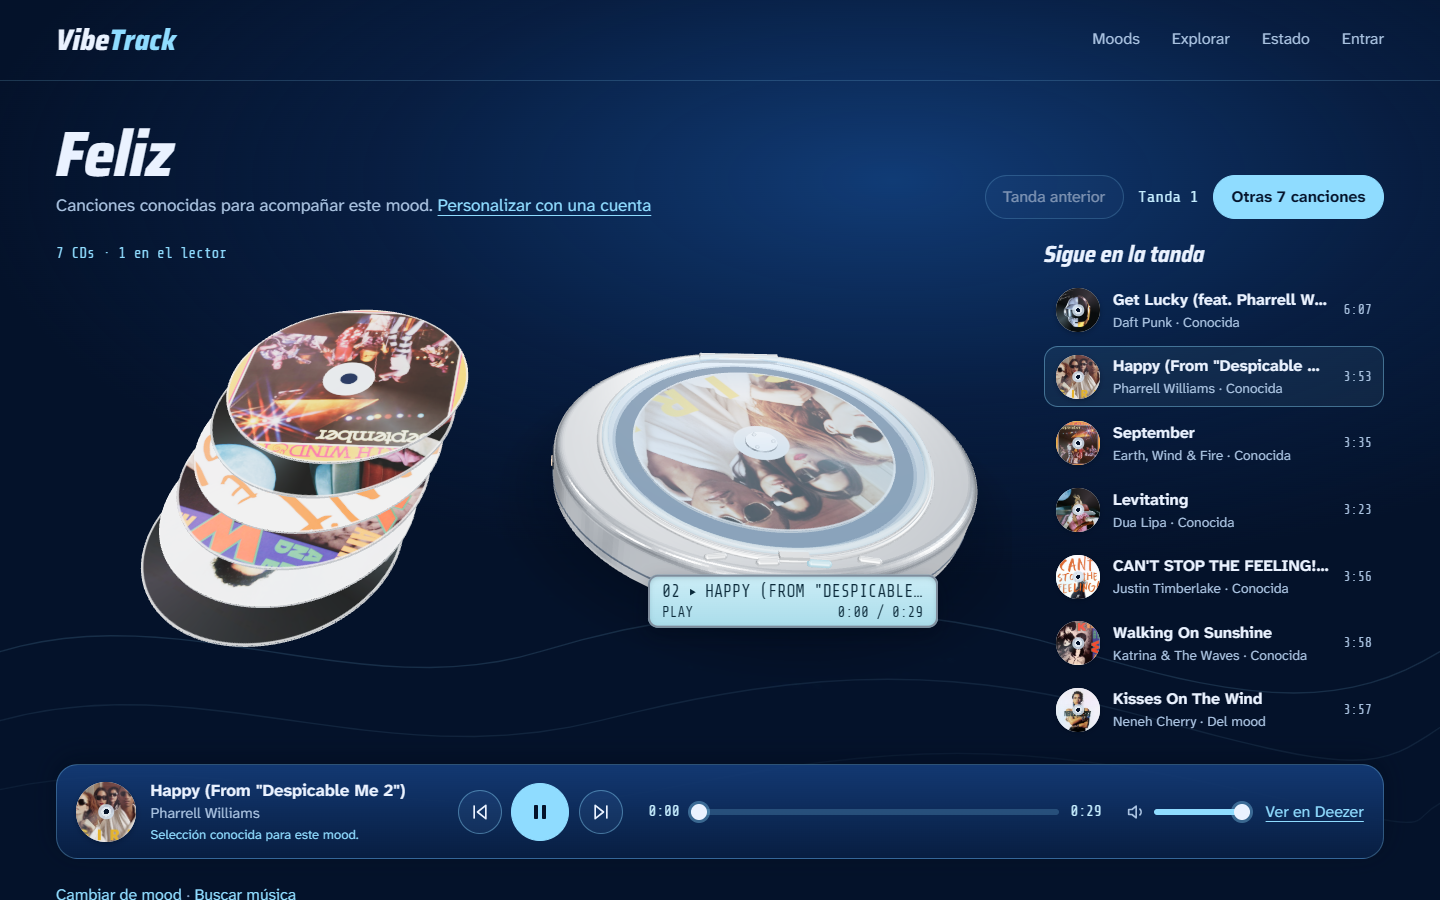 VibeTrack
Moods
Explorar
Estado
Entrar
Feliz
Canciones conocidas para acompañar este mood. Personalizar con una cuenta
Tanda anterior
Tanda 1
Otras 7 canciones
7 CDs · 1 en el lector
Sigue en la tanda
Get Lucky (feat. Pharrell W...
Daft Punk · Conocida
6:07
Happy (From "Despicable ...
Pharrell Williams · Conocida
3:53
September
Earth, Wind & Fire · Conocida
3:35
Levitating
Dua Lipa · Conocida
3:23
CAN'T STOP THE FEELING!...
Justin Timberlake · Conocida
3:56
Walking On Sunshine
Katrina & The Waves · Conocida
3:58
Kisses On The Wind
Neneh Cherry · Del mood
3:57
september
02 ▸ HAPPY (FROM "DESPICABLE…
PLAY
0:00 / 0:29
Happy (From "Despicable Me 2")
Pharrell Williams
Selección conocida para este mood.
0:00
0:29
Ver en Deezer
Cambiar de mood · Buscar música